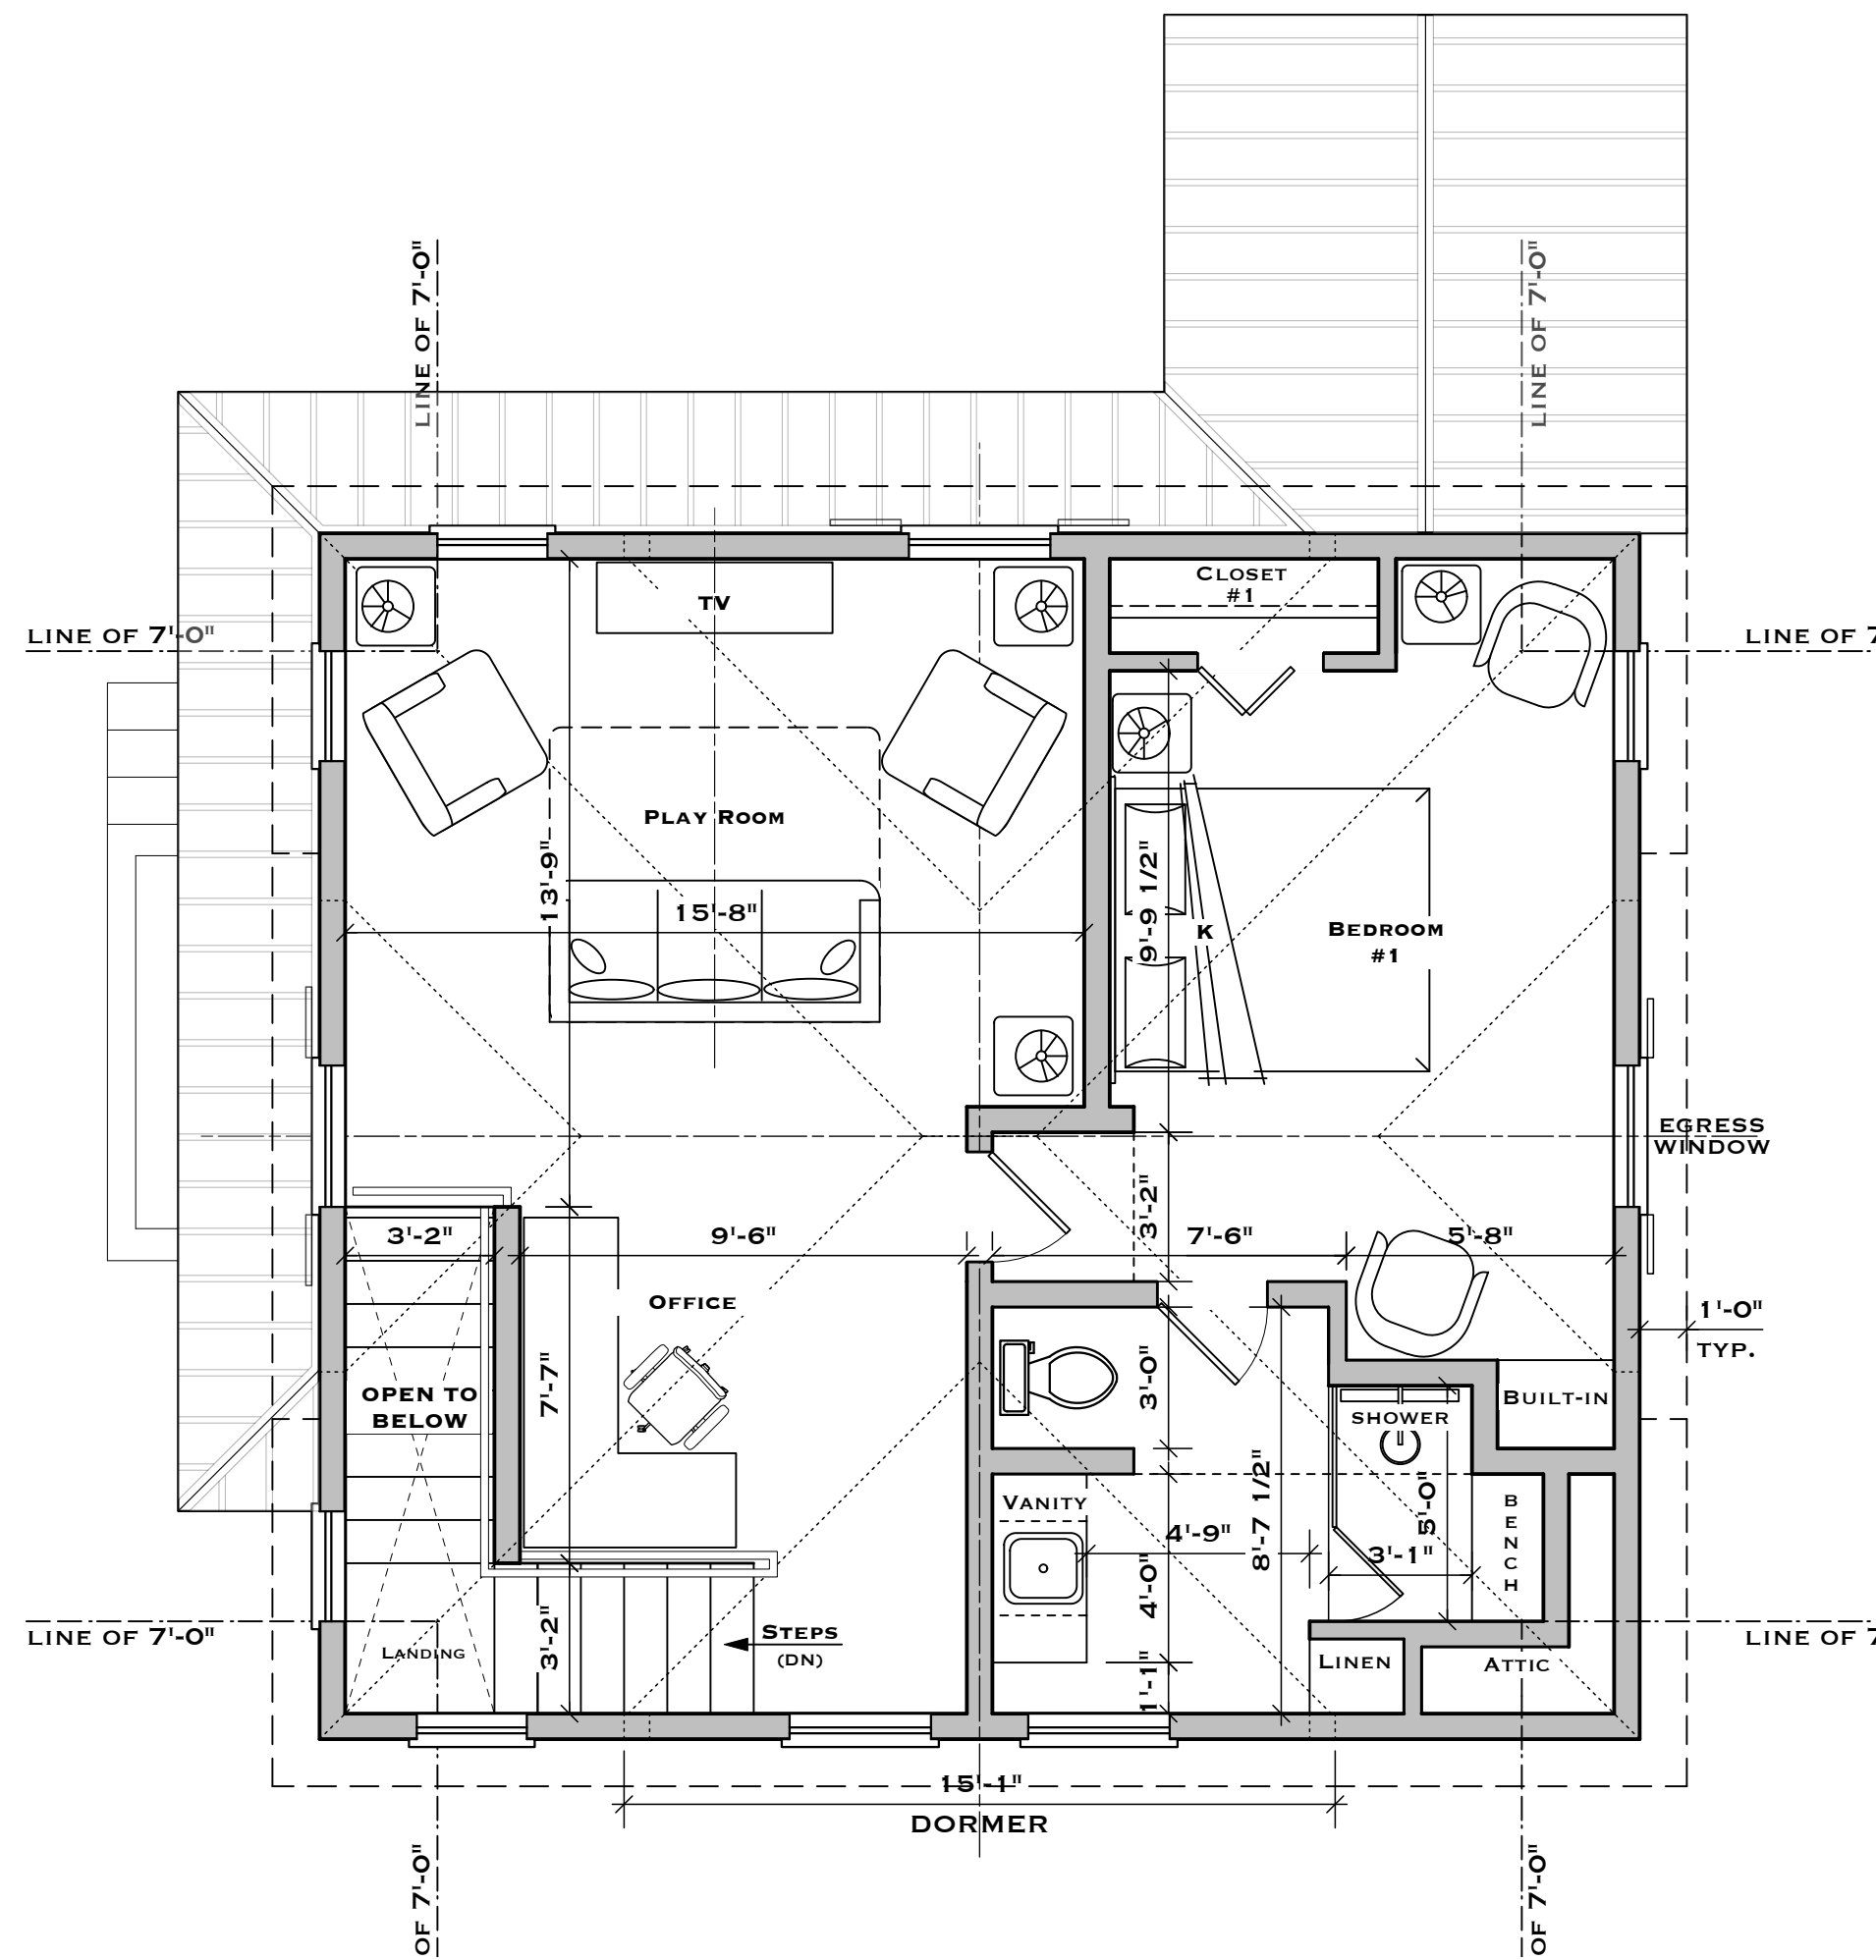 LINE OF 7'-0"
LINE OF 7'-0"
CLOSET
#1
TV
LINE OF 7'-0"
LINE OF 7
PLAY ROOM
13'-9"
15'-8"
9'-9 1/2"
K
BEDROOM
#1
EGRESS
WINDOW
3'-2"
3'-2"
9'-6"
7'-6"
5'-8"
OFFICE
1'-0"
TYP.
7'-7"
OPEN TO
BELOW
3'-0"
BUILT-IN
SHOWER
VANITY
8'-7 1/2"
5'-0"
BENCH
4'-9"
3'-1"
4'-0"
3'-2"
STEPS
(DN)
LANDING
1'-1"
LINEN
ATTIC
LINE OF 7'-0"
LINE OF 7
15'-1"
DORMER
OF 7'-0"
OF 7'-0"